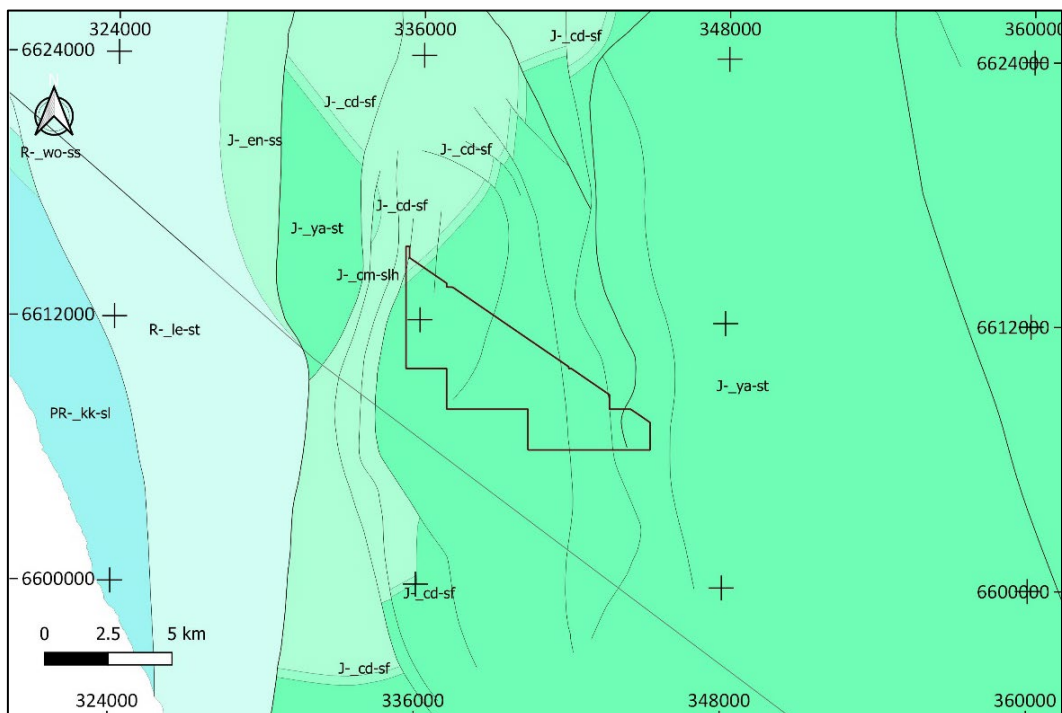 324000
336000
348000
360000
6624000
6624000
J-_cd-sf
J-_cd-sf
N
J-_en-ss
J-_cd-sf
R-_wo-ss
J-_cd-sf
J-_ya-st
J-_cm-slh
6612000
6612000
R-_le-st
J-_ya-st
PR-_kk-sl
6600000
6600000
J-_cd-sf
0 2.5 5 km
J-_cd-sf
324000
336000
348000
360000